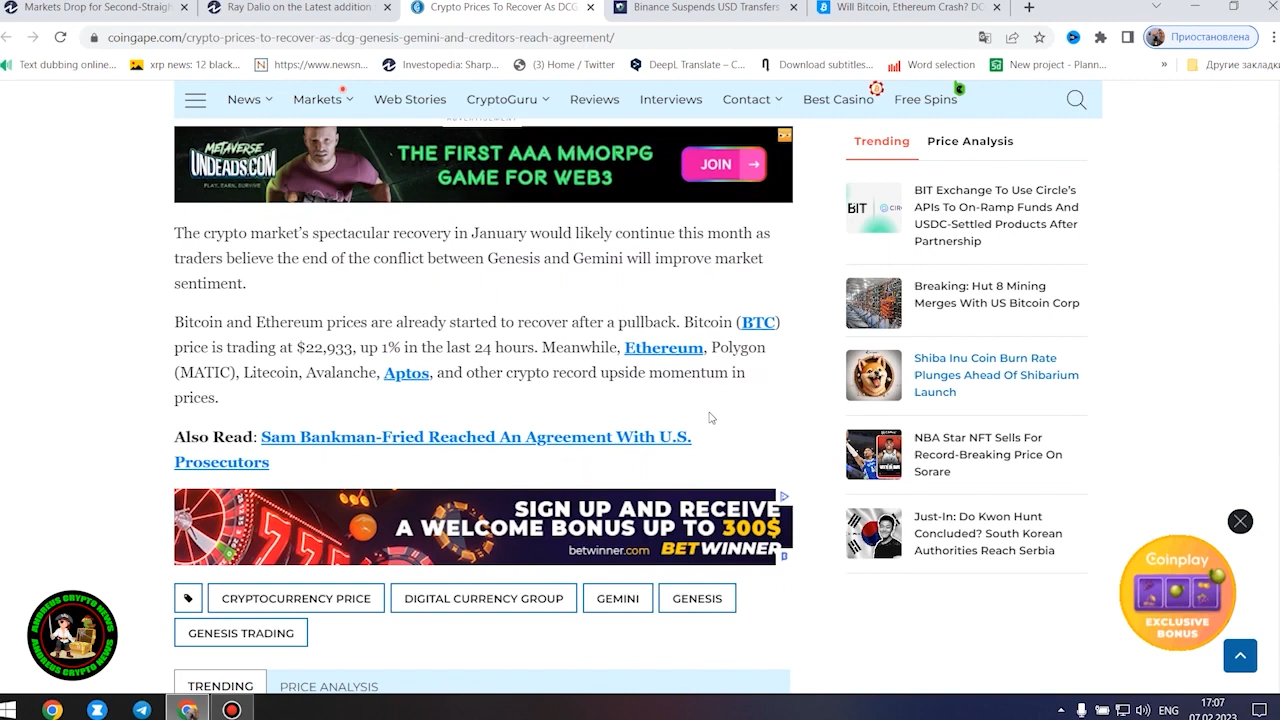 Markets Drop for Second-Straigh
Ray Dalio on the Latest addition
Crypto Prices To Recover As DCG,
Binance Suspends USD Transfers
Will Bitcoin, Ethereum Crash? DC
coingape.com/crypto-prices-to-recover-as-dcg-genesis-gemini-and-creditors-reach-agreement/
Приостановлена
Text dubbing online...
xrp news: 12 black...
https://www.newsn...
Investopedia: Sharp...
(3) Home / Twitter
DeepL Translate – C...
Download subtitles...
Word selection
New project - Plann...
»
Другие закладки
News
Markets
Web Stories
CryptoGuru
Reviews
Interviews
Contact
Best Casino
Free Spins
ADVERTISEMENT
METAVERSE
UNDEADS.COM
PLAY. EARN. SURVIVE.
THE FIRST AAA MMORPG
GAME FOR WEB3
JOIN
The crypto market's spectacular recovery in January would likely continue this month as
traders believe the end of the conflict between Genesis and Gemini will improve market
sentiment.
Bitcoin and Ethereum prices are already started to recover after a pullback. Bitcoin (BTC)
price is trading at $22,933, up 1% in the last 24 hours. Meanwhile, Ethereum, Polygon
(MATIC), Litecoin, Avalanche, Aptos, and other crypto record upside momentum in
prices.
Also Read: Sam Bankman-Fried Reached An Agreement With U.S.
Prosecutors
SIGN UP AND RECEIVE
A WELCOME BONUS UP TO 300$
betwinner.com BETWINNER
CRYPTOCURRENCY PRICE
DIGITAL CURRENCY GROUP
GEMINI
GENESIS
GENESIS TRADING
TRENDING
PRICE ANALYSIS
Trending
Price Analysis
BIT
BIT Exchange To Use Circle's
APIs To On-Ramp Funds And
USDC-Settled Products After
Partnership
Breaking: Hut 8 Mining
Merges With US Bitcoin Corp
Shiba Inu Coin Burn Rate
Plunges Ahead Of Shibarium
Launch
NBA Star NFT Sells For
Record-Breaking Price On
Sorare
Just-In: Do Kwon Hunt
Concluded? South Korean
Authorities Reach Serbia
Coinplay
EXCLUSIVE
BONUS
ANDREUS CRYPTO NEWS
ANDREUS CRYPTO NEWS
ENG
17:07
07.02.2023